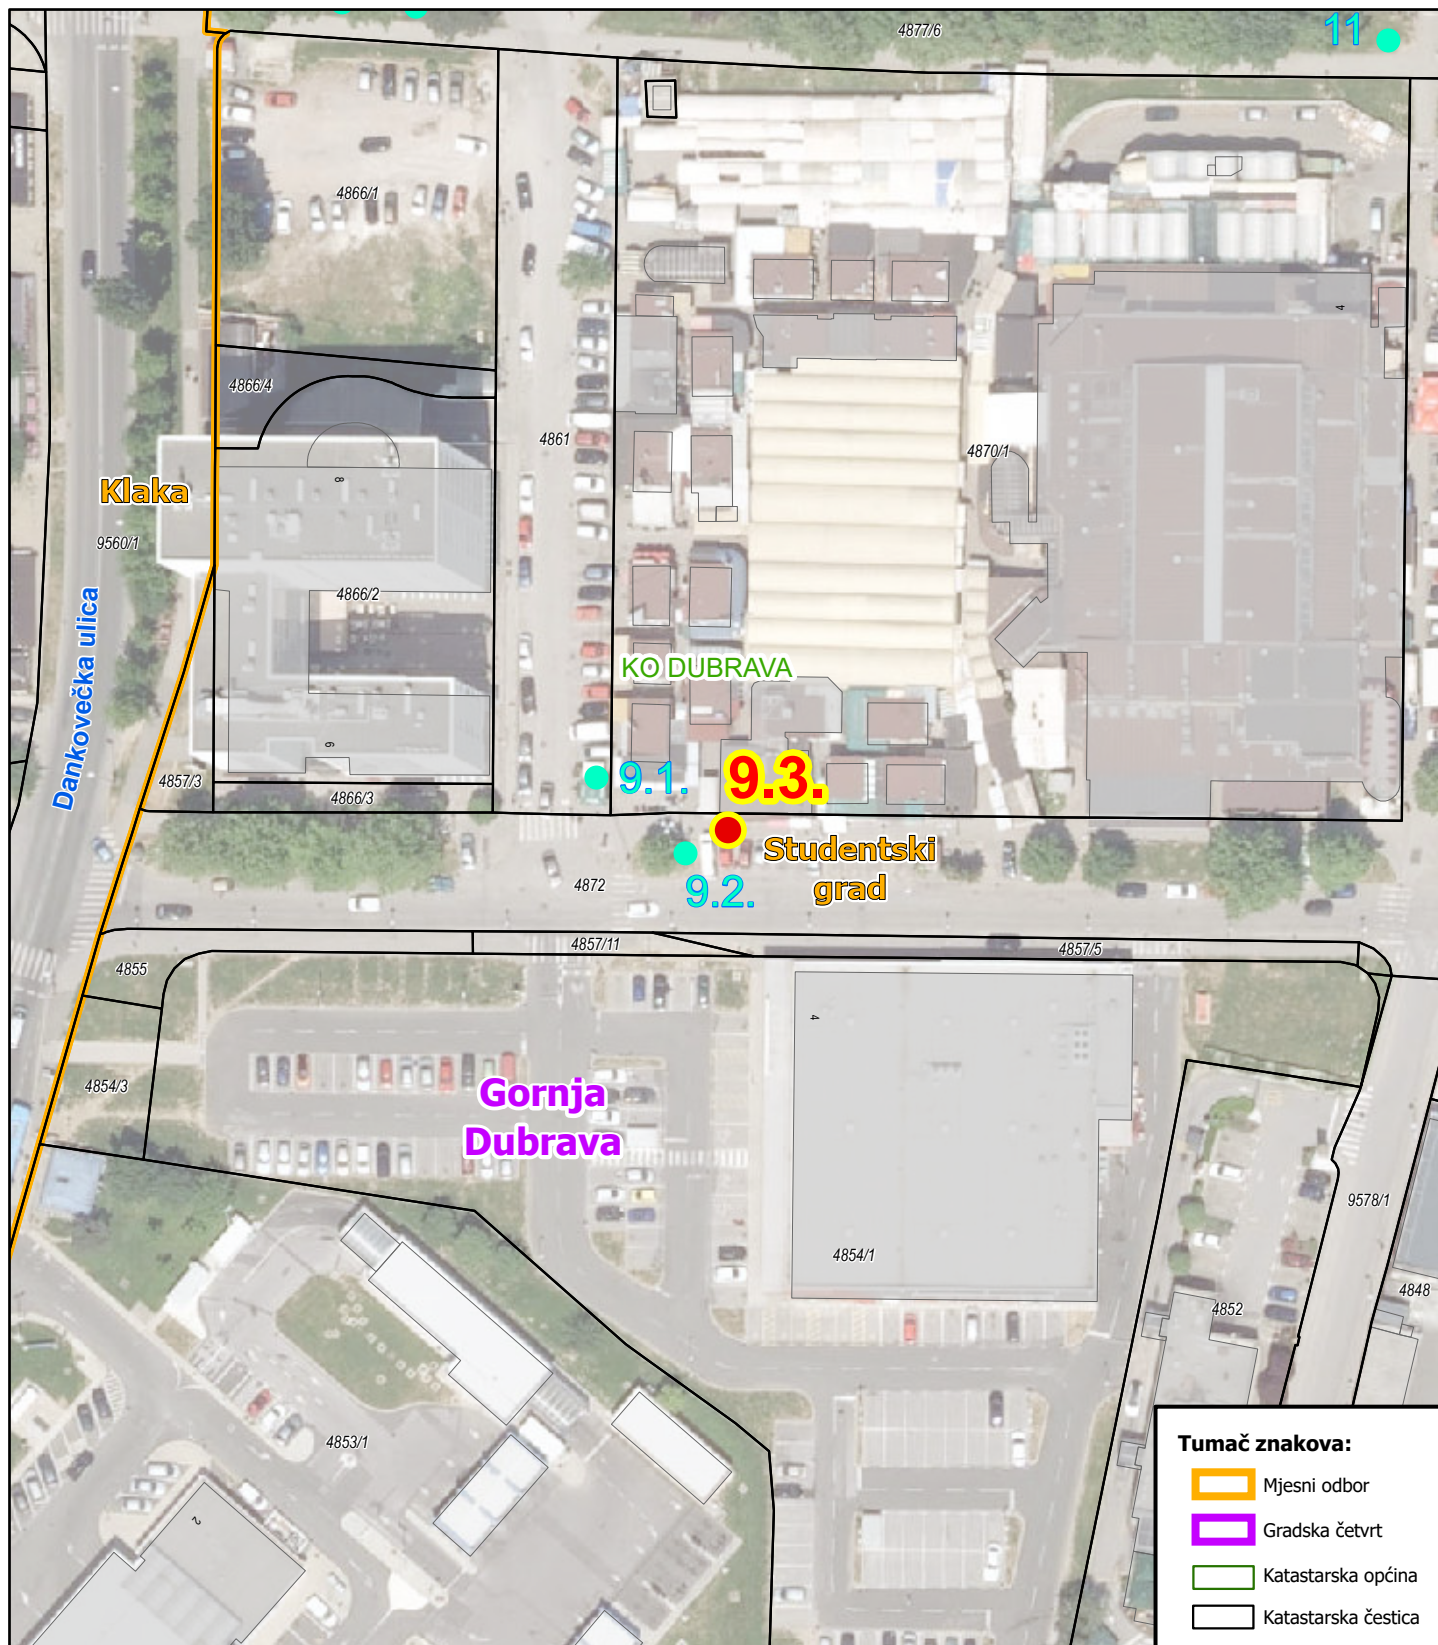 4877/6
11
4866/1
4
4866/4
4861
4870/1
Klaka
8
9560/1
4866/2
Dankovečka ulica
KO DUBRAVA
6
4857/3
4866/3
9.1.
9.3.
Studentski
grad
4872
9.2.
4857/11
4857/5
4855
4
4854/3
Gornja
Dubrava
9578/1
4854/1
4848
4852
4853/1
2
Tumač znakova:
Mjesni odbor
Gradska četvrt
Katastarska općina
Katastarska čestica